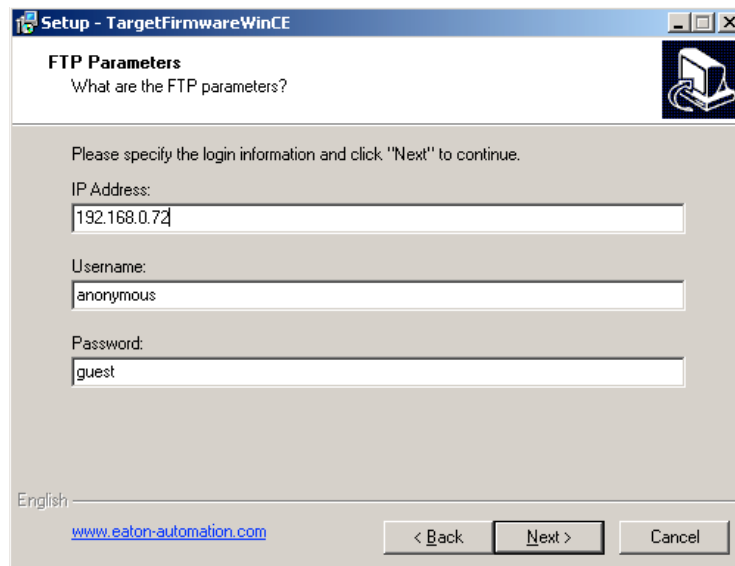 Setup - TargetFirmwareWinCE
FTP Parameters
What are the FTP parameters?
Please specify the login information and click "Next" to continue.
IP Address:
192.168.0.72
Username:
anonymous
Password:
guest
English
www.eaton-automation.com
< Back
Next >
Cancel